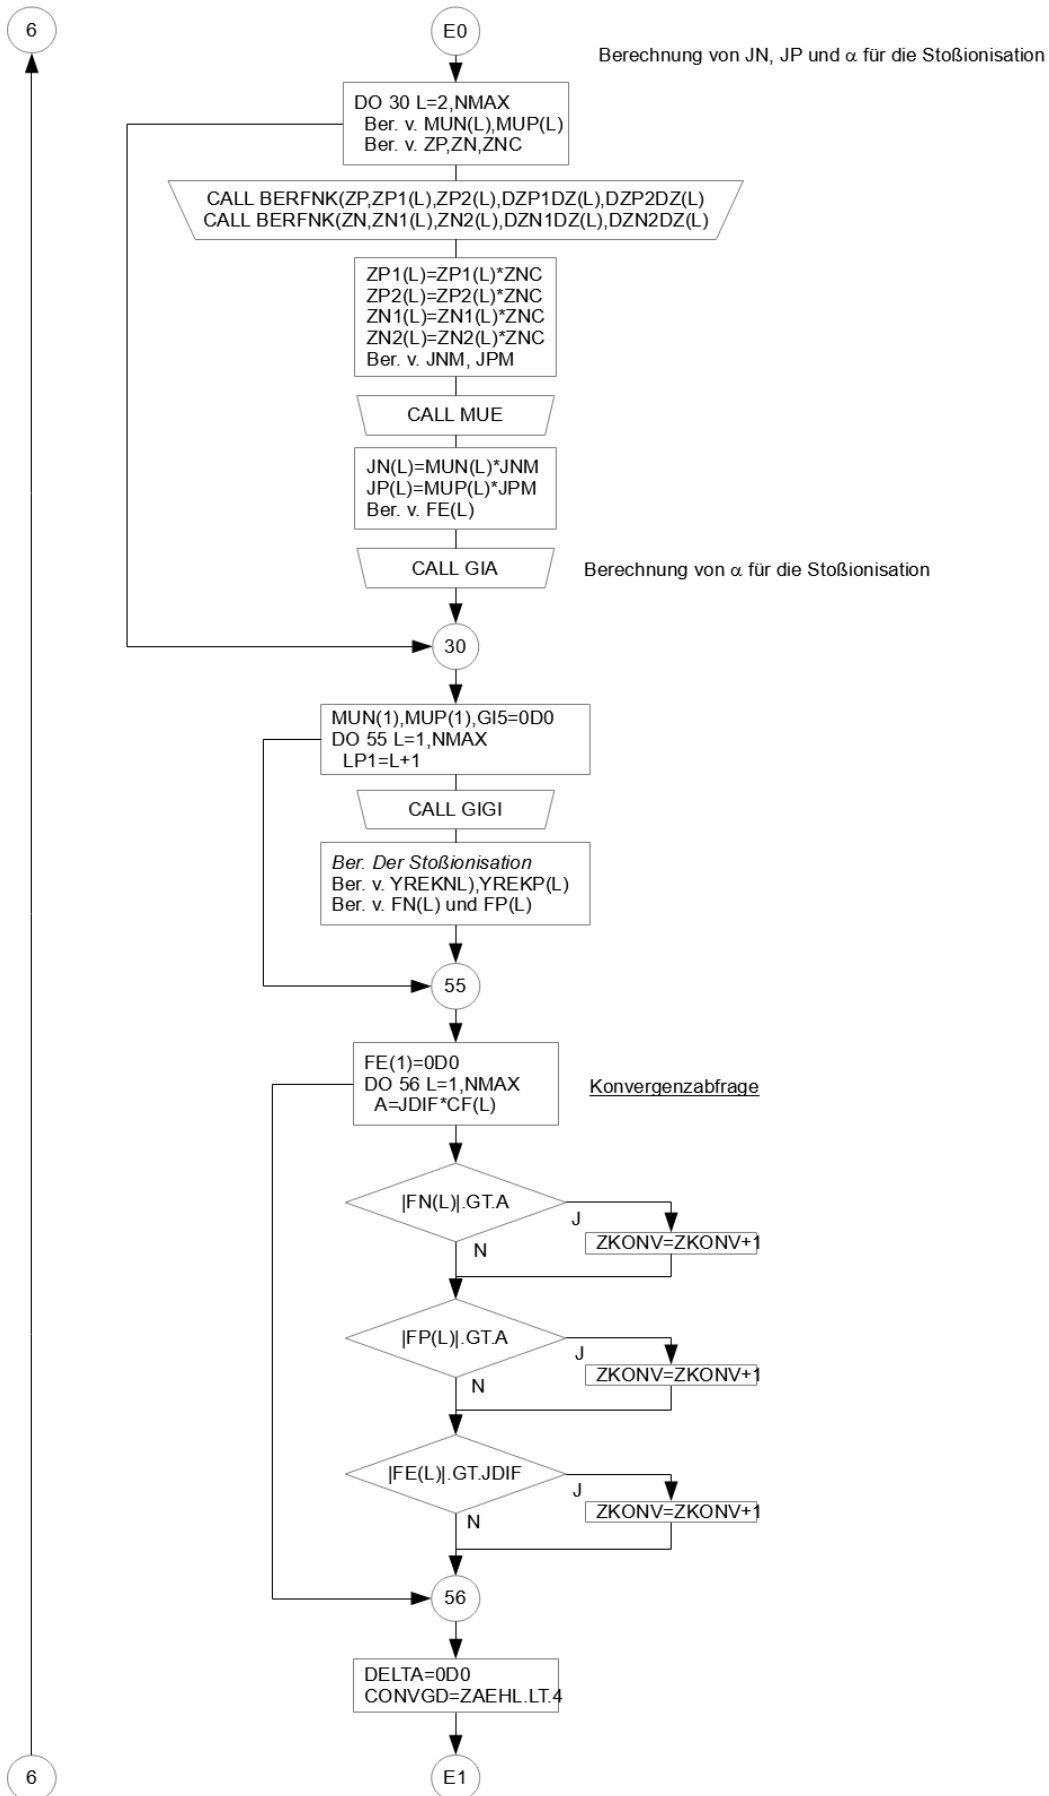 6
E0
Berechnung von JN, JP und α für die Stoßionisation
DO 30 L=2,NMAX
Ber. v. MUN(L),MUP(L)
Ber. v. ZP,ZN,ZNC
CALL BERFNK(ZP,ZP1(L),ZP2(L),DZP1DZ(L),DZP2DZ(L)
CALL BERFNK(ZN,ZN1(L),ZN2(L),DZN1DZ(L),DZN2DZ(L)
ZP1(L)=ZP1(L)*ZNC
ZP2(L)=ZP2(L)*ZNC
ZN1(L)=ZN1(L)*ZNC
ZN2(L)=ZN2(L)*ZNC
Ber. v. JNM, JPM
CALL MUE
JN(L)=MUN(L)*JNM
JP(L)=MUP(L)*JPM
Ber. v. FE(L)
CALL GIA
Berechnung von α für die Stoßionisation
30
MUN(1),MUP(1),GI5=0D0
DO 55 L=1,NMAX
LP1=L+1
CALL GIGI
Ber. Der Stoßionisation
Ber. v. YREKNL),YREKP(L)
Ber. v. FN(L) und FP(L)
55
FE(1)=0D0
DO 56 L=1,NMAX
A=JDIF*CF(L)
Konvergenzabfrage
|FN(L)|.GT.A
J
ZKONV=ZKONV+1
N
|FP(L)|.GT.A
J
ZKONV=ZKONV+1
N
|FE(L)|.GT.JDIF
J
ZKONV=ZKONV+1
N
56
DELTA=0D0
CONVGD=ZAEHL.LT.4
6
E1